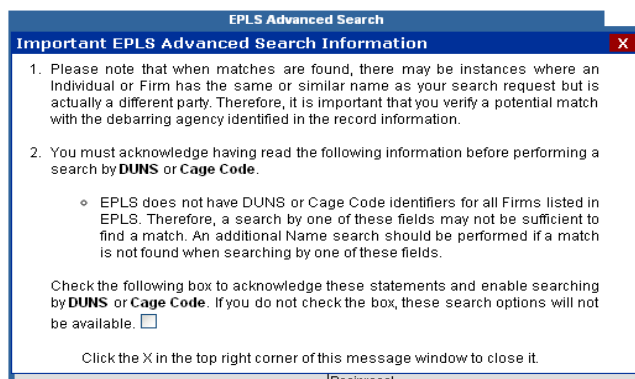 EPLS Advanced Search
Important EPLS Advanced Search Information X
1. Please note that when matches are found, there may be instances where an
Individual or Firm has the same or similar name as your search request but is
actually a different party. Therefore, it is important that you verify a potential match
with the debarring agency identified in the record information.
2. You must acknowledge having read the following information before performing a
search by DUNS or Cage Code.
EPLS does not have DUNS or Cage Code identifiers for all Firms listed in
EPLS. Therefore, a search by one of these fields may not be sufficient to
find a match. An additional Name search should be performed if a match
is not found when searching by one of these fields.
Check the following box to acknowledge these statements and enable searching
by DUNS or Cage Code. If you do not check the box, these search options will not
be available.
Click the X in the top right corner of this message window to close it.